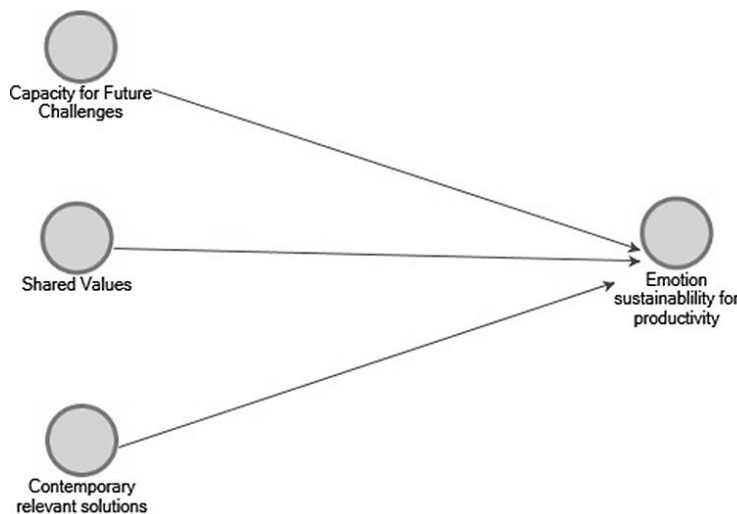 Capacity for Future
Challenges
Shared Values
Emotion
sustainablility for
productivity
Contemporary
relevant solutions